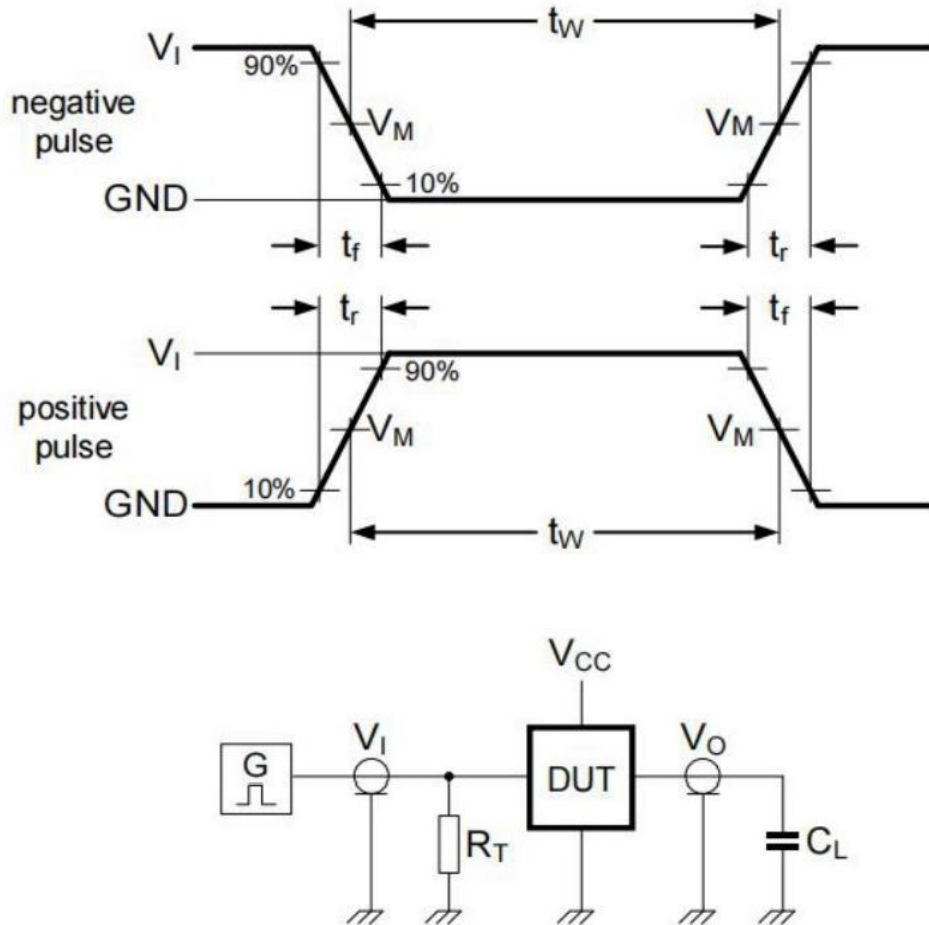 tW
VI
90%
negative
pulse
VM
VM
GND
10%
tf
tr
tr
tf
VI
90%
positive
pulse
VM
VM
10%
GND
tW
VCC
VI
VO
G
DUT
RT
CL